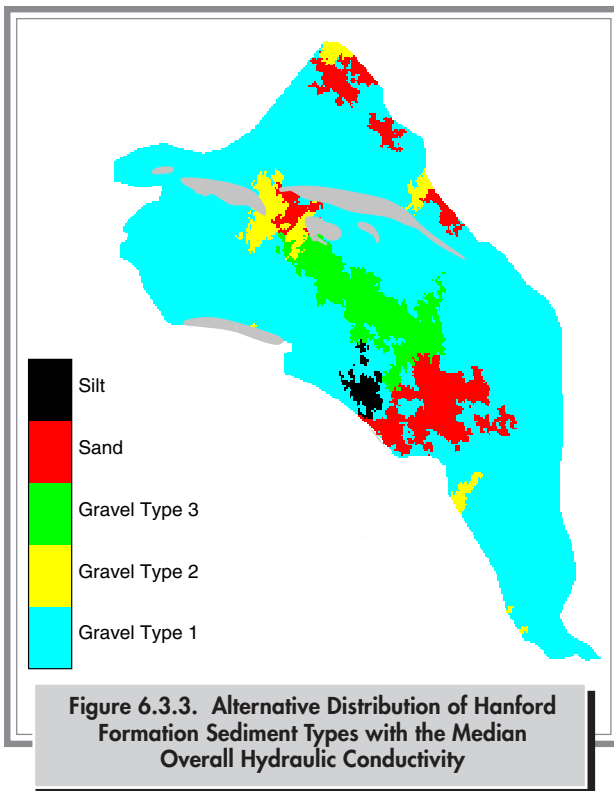 Silt
Sand
Gravel Type 3
Gravel Type 2
Gravel Type 1
Figure 6.3.3. Alternative Distribution of Hanford
Formation Sediment Types with the Median
Overall Hydraulic Conductivity